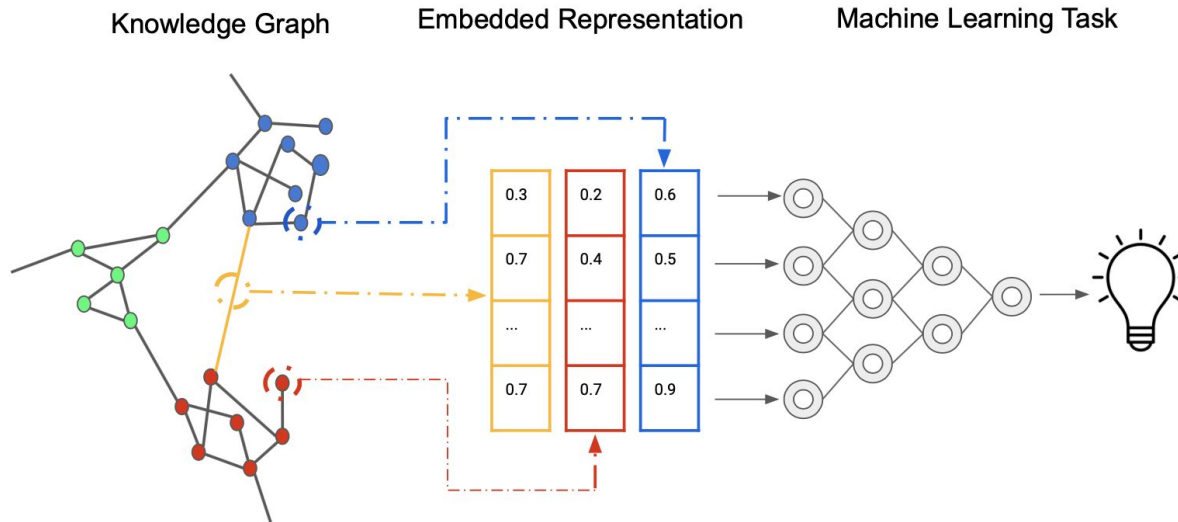 Knowledge Graph
Embedded Representation
Machine Learning Task
0.3 0.2 0.6
0.7 0.4 0.5
... ... ...
0.7 0.7 0.9